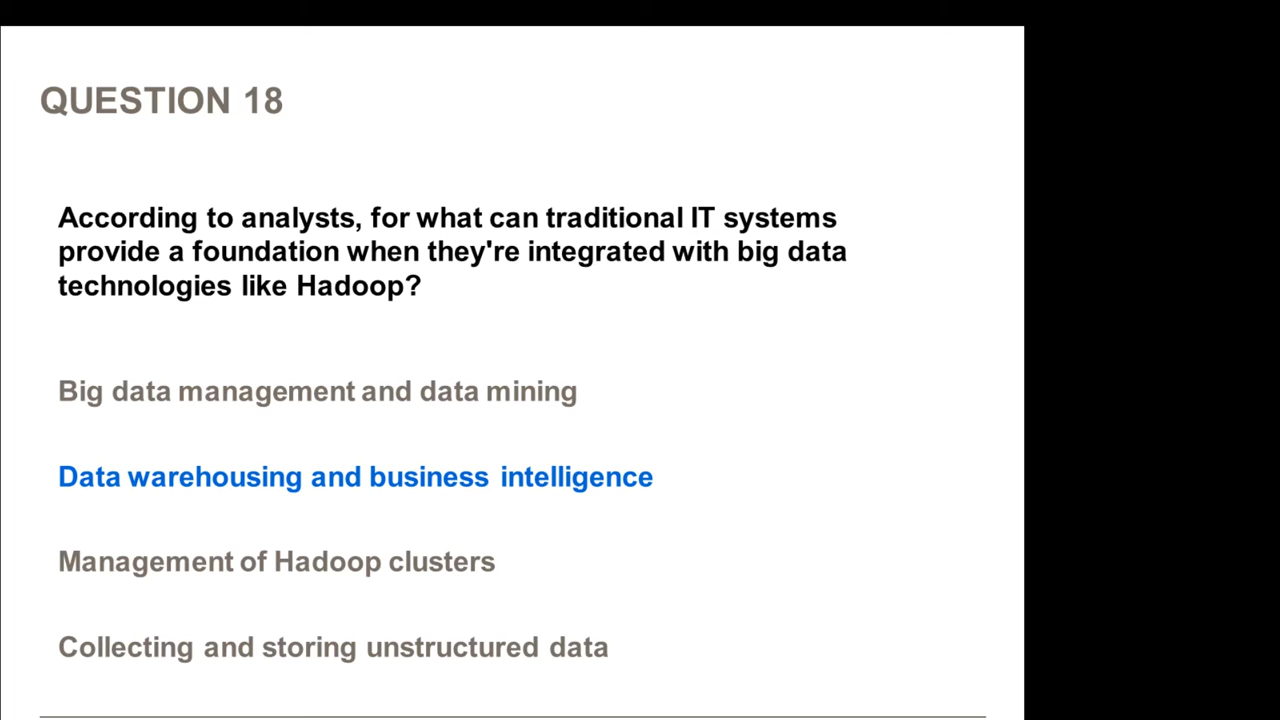 QUESTION 18
According to analysts, for what can traditional IT systems
provide a foundation when they're integrated with big data
technologies like Hadoop?
Big data management and data mining
Data warehousing and business intelligence
Management of Hadoop clusters
Collecting and storing unstructured data